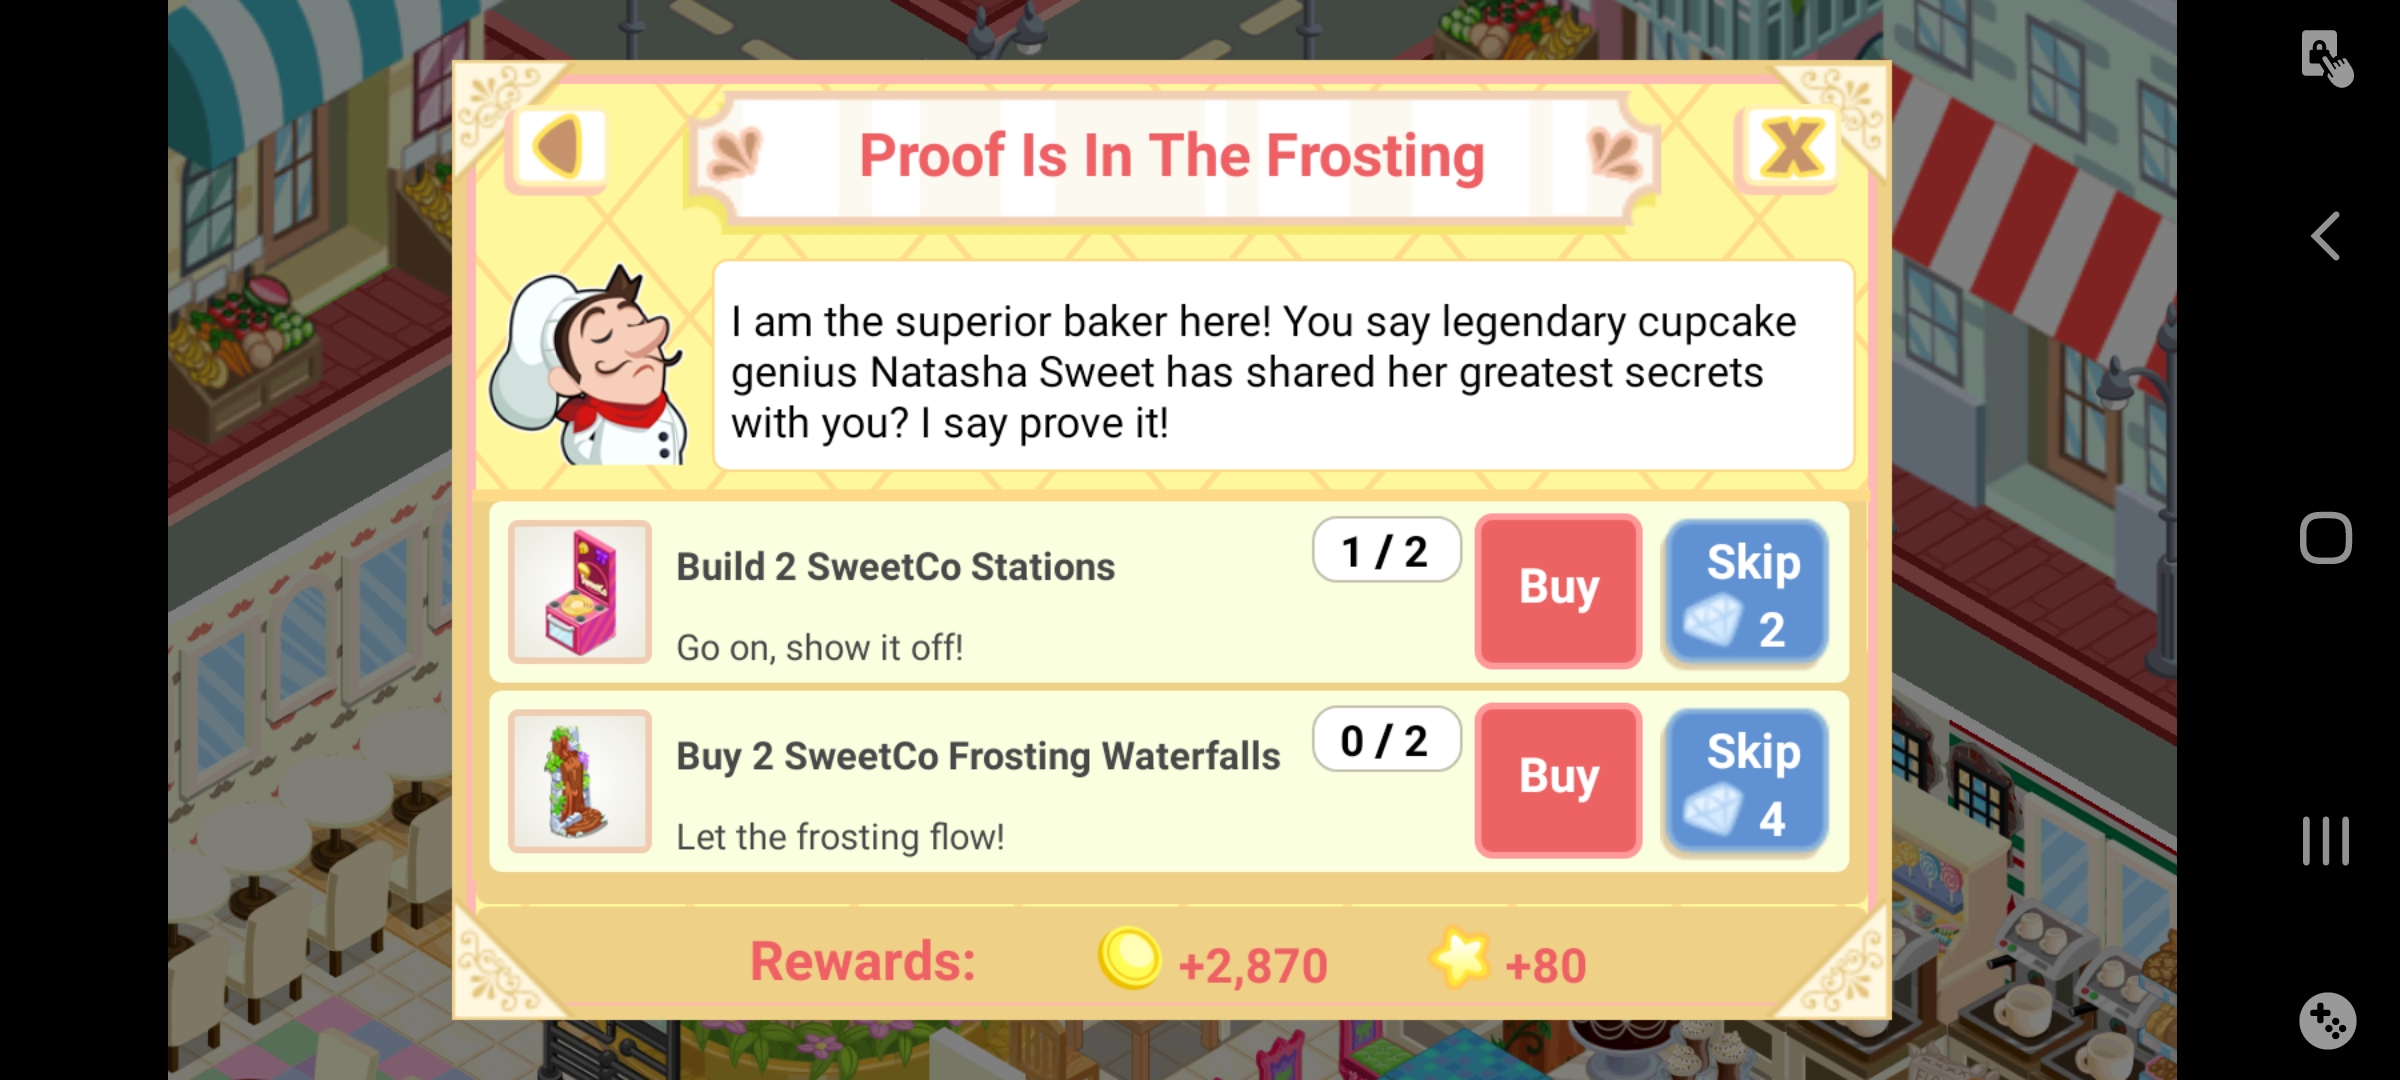 Proof Is In The Frosting
I am the superior baker here! You say legendary cupcake
genius Natasha Sweet has shared her greatest secrets
with you? I say prove it!
Build 2 SweetCo Stations
1 / 2
Buy
Skip
2
Go on, show it off!
Buy 2 SweetCo Frosting Waterfalls
0 / 2
Buy
Skip
4
Let the frosting flow!
Rewards: +2,870 +80